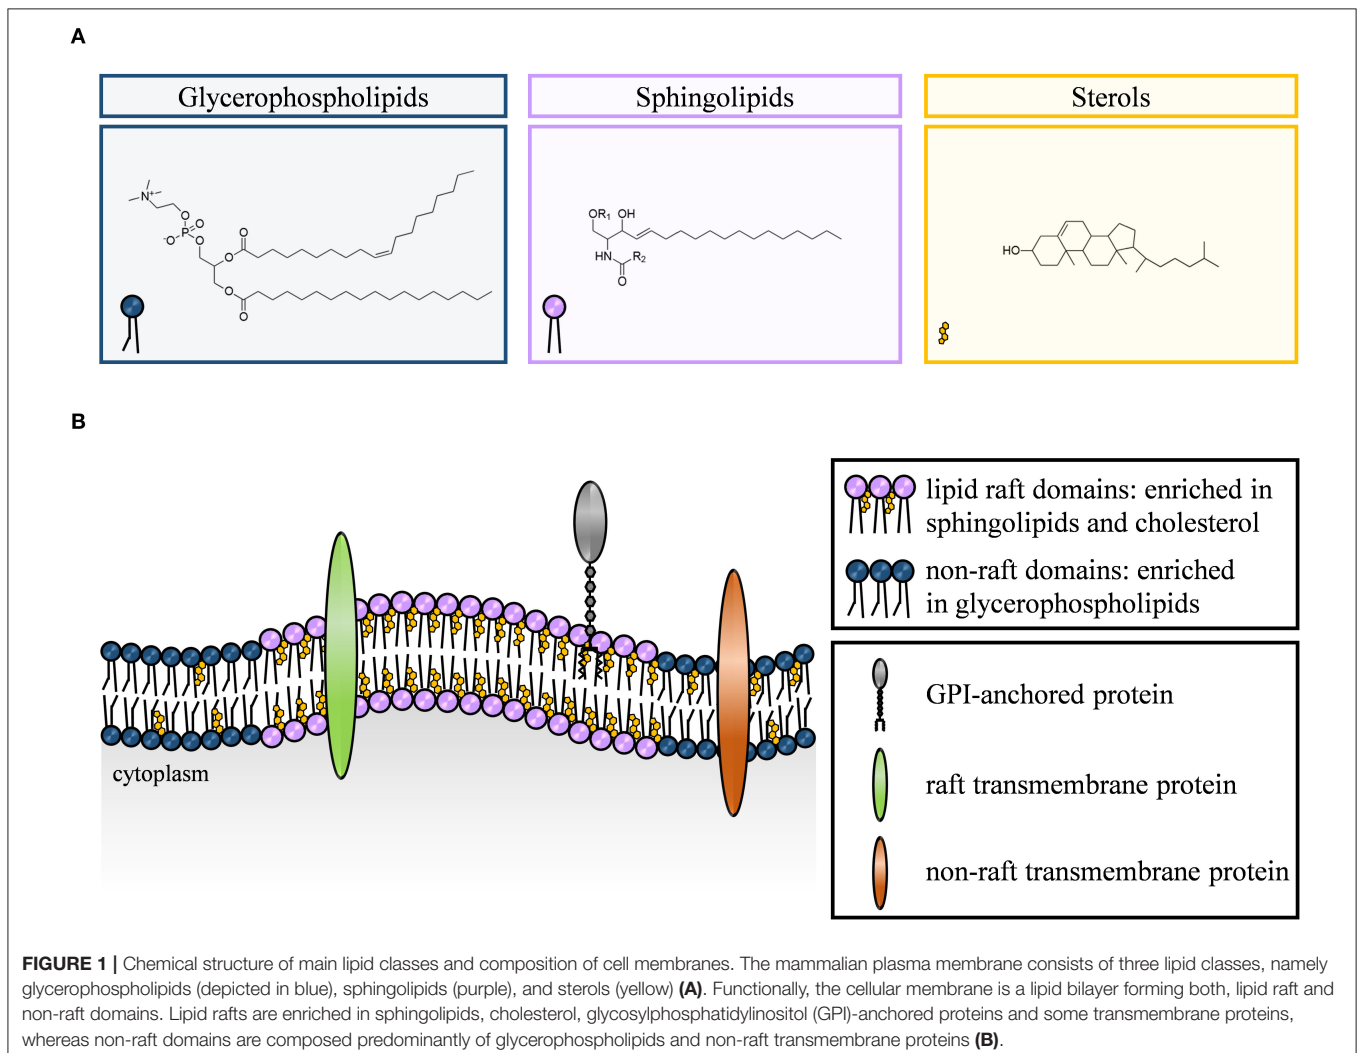 A
Glycerophospholipids
Sphingolipids
Sterols
N+
O
P
O
-O
O
O
O
O
O
OR1 OH
HN
R2
O
HO
B
lipid raft domains: enriched in
sphingolipids and cholesterol
non-raft domains: enriched
in glycerophospholipids
GPI-anchored protein
raft transmembrane protein
non-raft transmembrane protein
cytoplasm
FIGURE 1 | Chemical structure of main lipid classes and composition of cell membranes. The mammalian plasma membrane consists of three lipid classes, namely
glycerophospholipids (depicted in blue), sphingolipids (purple), and sterols (yellow) (A). Functionally, the cellular membrane is a lipid bilayer forming both, lipid raft and
non-raft domains. Lipid rafts are enriched in sphingolipids, cholesterol, glycosylphosphatidylinositol (GPI)-anchored proteins and some transmembrane proteins,
whereas non-raft domains are composed predominantly of glycerophospholipids and non-raft transmembrane proteins (B).